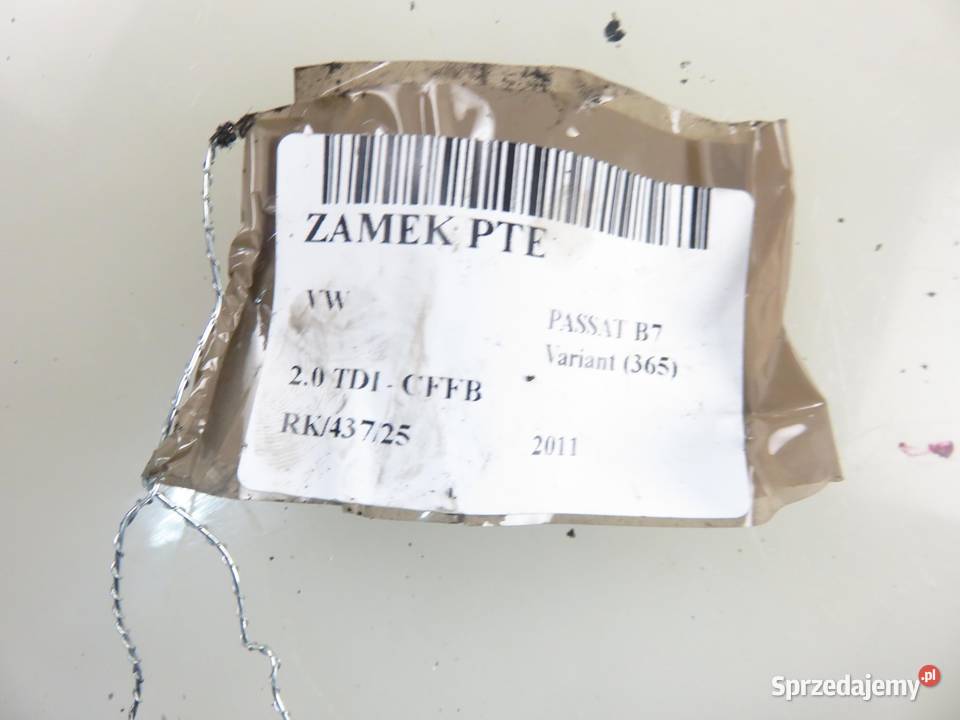 ZAMEK PTE
VW
PASSAT B7
Variant (365)
2.0 TDI - CFFB
RK/437/25
2011
Sprzedajemy.pl